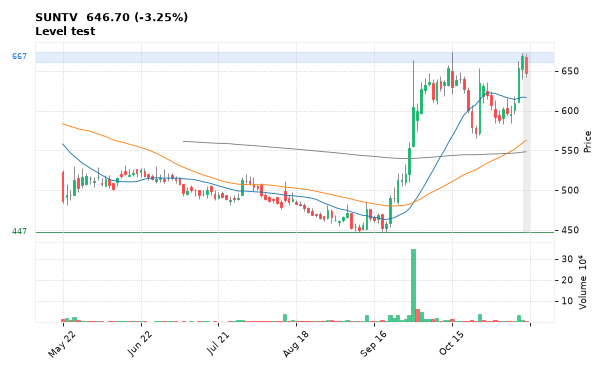 SUNTV 646.70 (-3.25%)
Level test
667
447
650
600
550
500
450
Price
30
20
10
Volume 10⁴
May 22
Jun 22
Jul 21
Aug 18
Sep 16
Oct 15